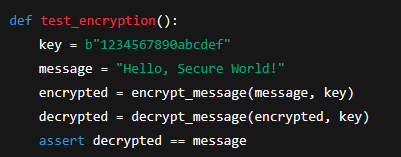 def test_encryption():
    key = b"1234567890abcdef"
    message = "Hello, Secure World!"
    encrypted = encrypt_message(message, key)
    decrypted = decrypt_message(encrypted, key)
    assert decrypted == message